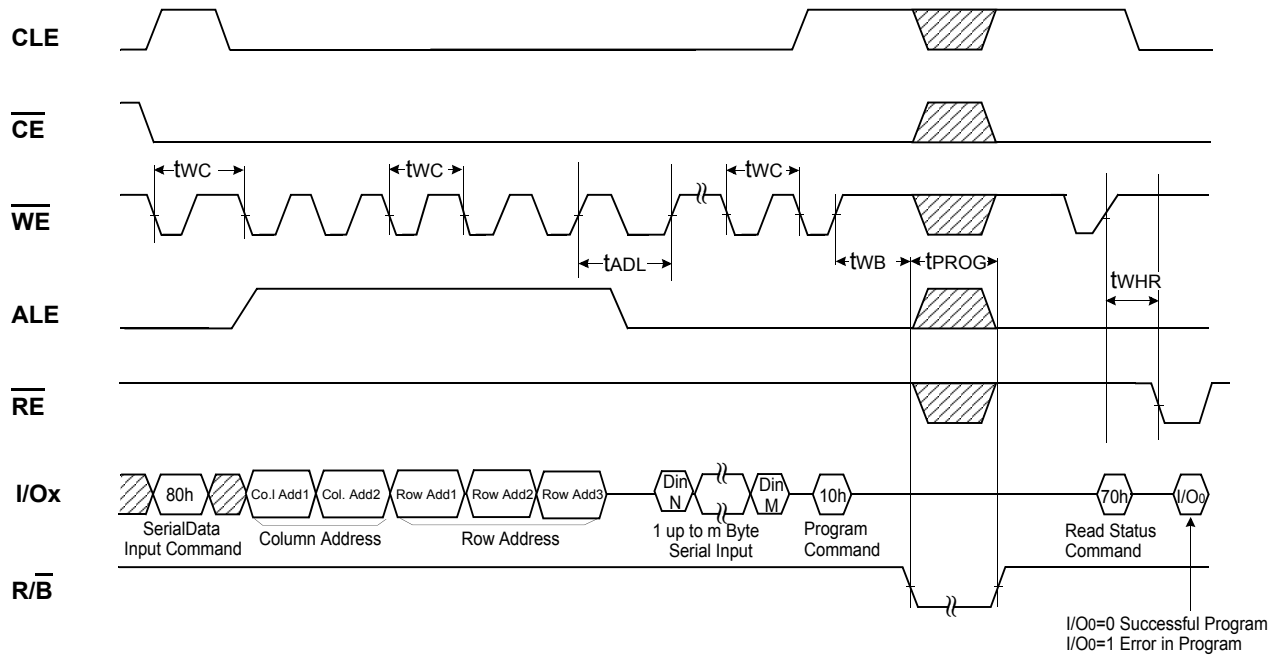 CLE
CE
tWC
tWC
tWC
WE
tADL
tWB
tPROG
tWHR
ALE
RE
I/Ox
80h
Co.l Add1
Col. Add2
Row Add1
Row Add2
Row Add3
Din
N
Din
M
10h
70h
I/O0
SerialData
Input Command
Column Address
Row Address
1 up to m Byte
Serial Input
Program
Command
Read Status
Command
R/B
I/O0=0 Successful Program
I/O0=1 Error in Program